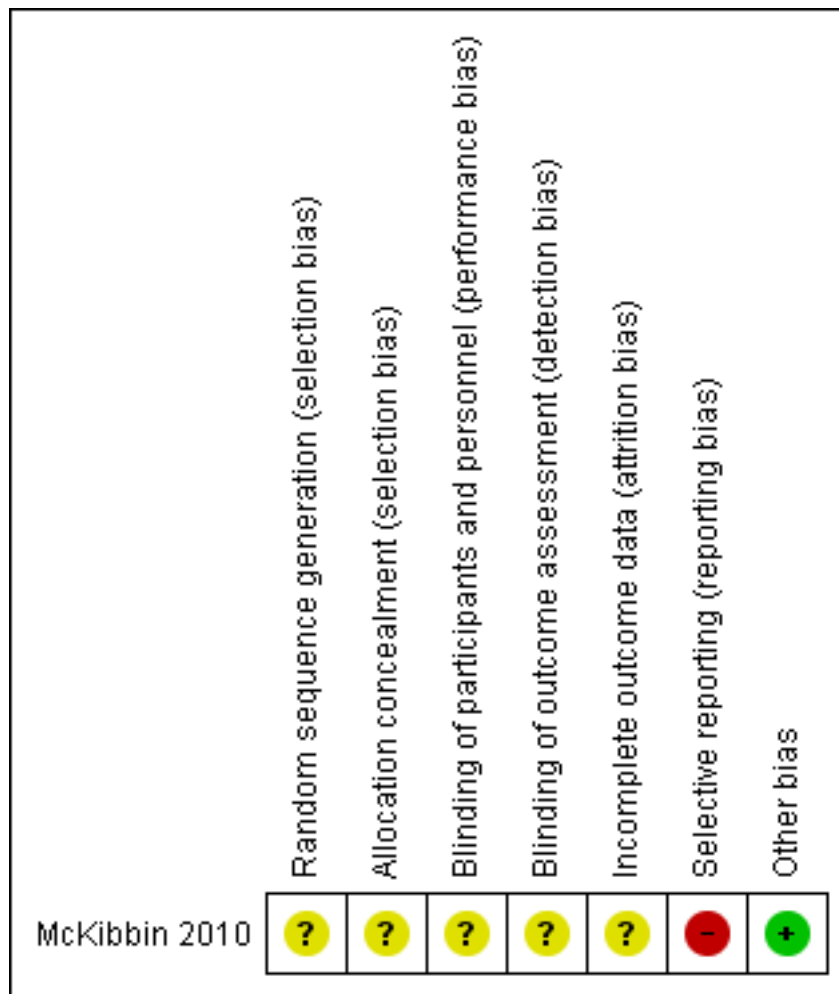 Random sequence generation (selection bias)
Allocation concealment (selection bias)
Blinding of participants and personnel (performance bias)
Blinding of outcome assessment (detection bias)
Incomplete outcome data (attrition bias)
Selective reporting (reporting bias)
Other bias
McKibbin 2010 ? ? ? ? ? - +